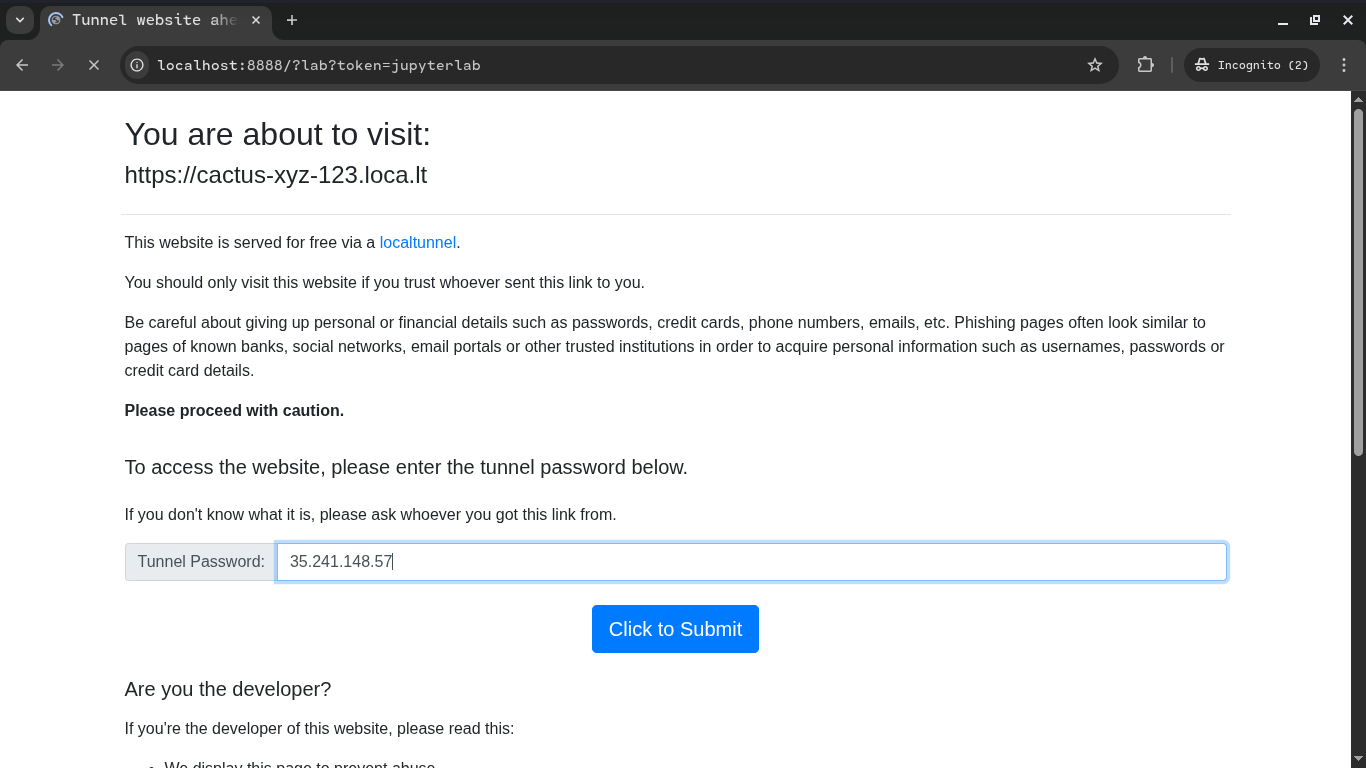 Tunnel website ahe
localhost:8888/?lab?token=jupyterlab
Incognito (2)
You are about to visit:
https://cactus-xyz-123.loca.lt
This website is served for free via a localtunnel.
You should only visit this website if you trust whoever sent this link to you.
Be careful about giving up personal or financial details such as passwords, credit cards, phone numbers, emails, etc. Phishing pages often look similar to
pages of known banks, social networks, email portals or other trusted institutions in order to acquire personal information such as usernames, passwords or
credit card details.
Please proceed with caution.
To access the website, please enter the tunnel password below.
If you don't know what it is, please ask whoever you got this link from.
Tunnel Password: 35.241.148.57
Click to Submit
Are you the developer?
If you're the developer of this website, please read this:
• We display this page to prevent abuse